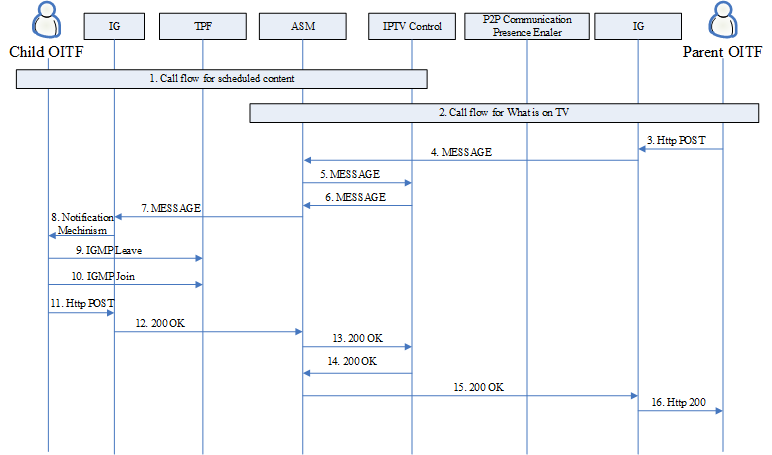 IG
TPF
ASM
IPTV Control
P2P Communication
Presence Enaler
IG
Child OITF
Parent OITF
1. Call flow for scheduled content
2. Call flow for What is on TV
3. Http POST
4. MESSAGE
5. MESSAGE
6. MESSAGE
7. MESSAGE
8. Notification
Mechinism
9. IGMP Leave
10. IGMP Join
11. Http POST
12. 200 OK
13. 200 OK
14. 200 OK
15. 200 OK
16. Http 200